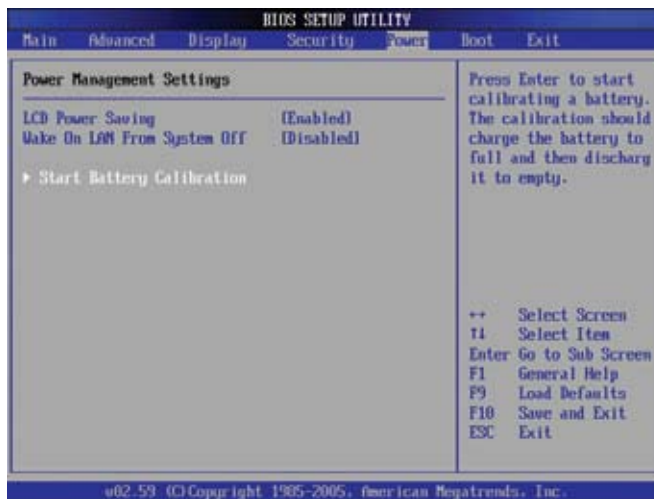 BIOS SETUP UTILITY
Main Advanced Display Security Power Boot Exit
Power Management Settings
LCD Power Saving [Enabled]
Wake On LAN From System Off [Disabled]
▶ Start Battery Calibration
Press Enter to start
calibrating a battery.
The calibration should
charge the battery to
full and then discharg
it to empty.
↔ Select Screen
↑↓ Select Item
Enter Go to Sub Screen
F1 General Help
F9 Load Defaults
F10 Save and Exit
ESC Exit
v02.59 (C)Copyright 1985-2005, American Megatrends, Inc.